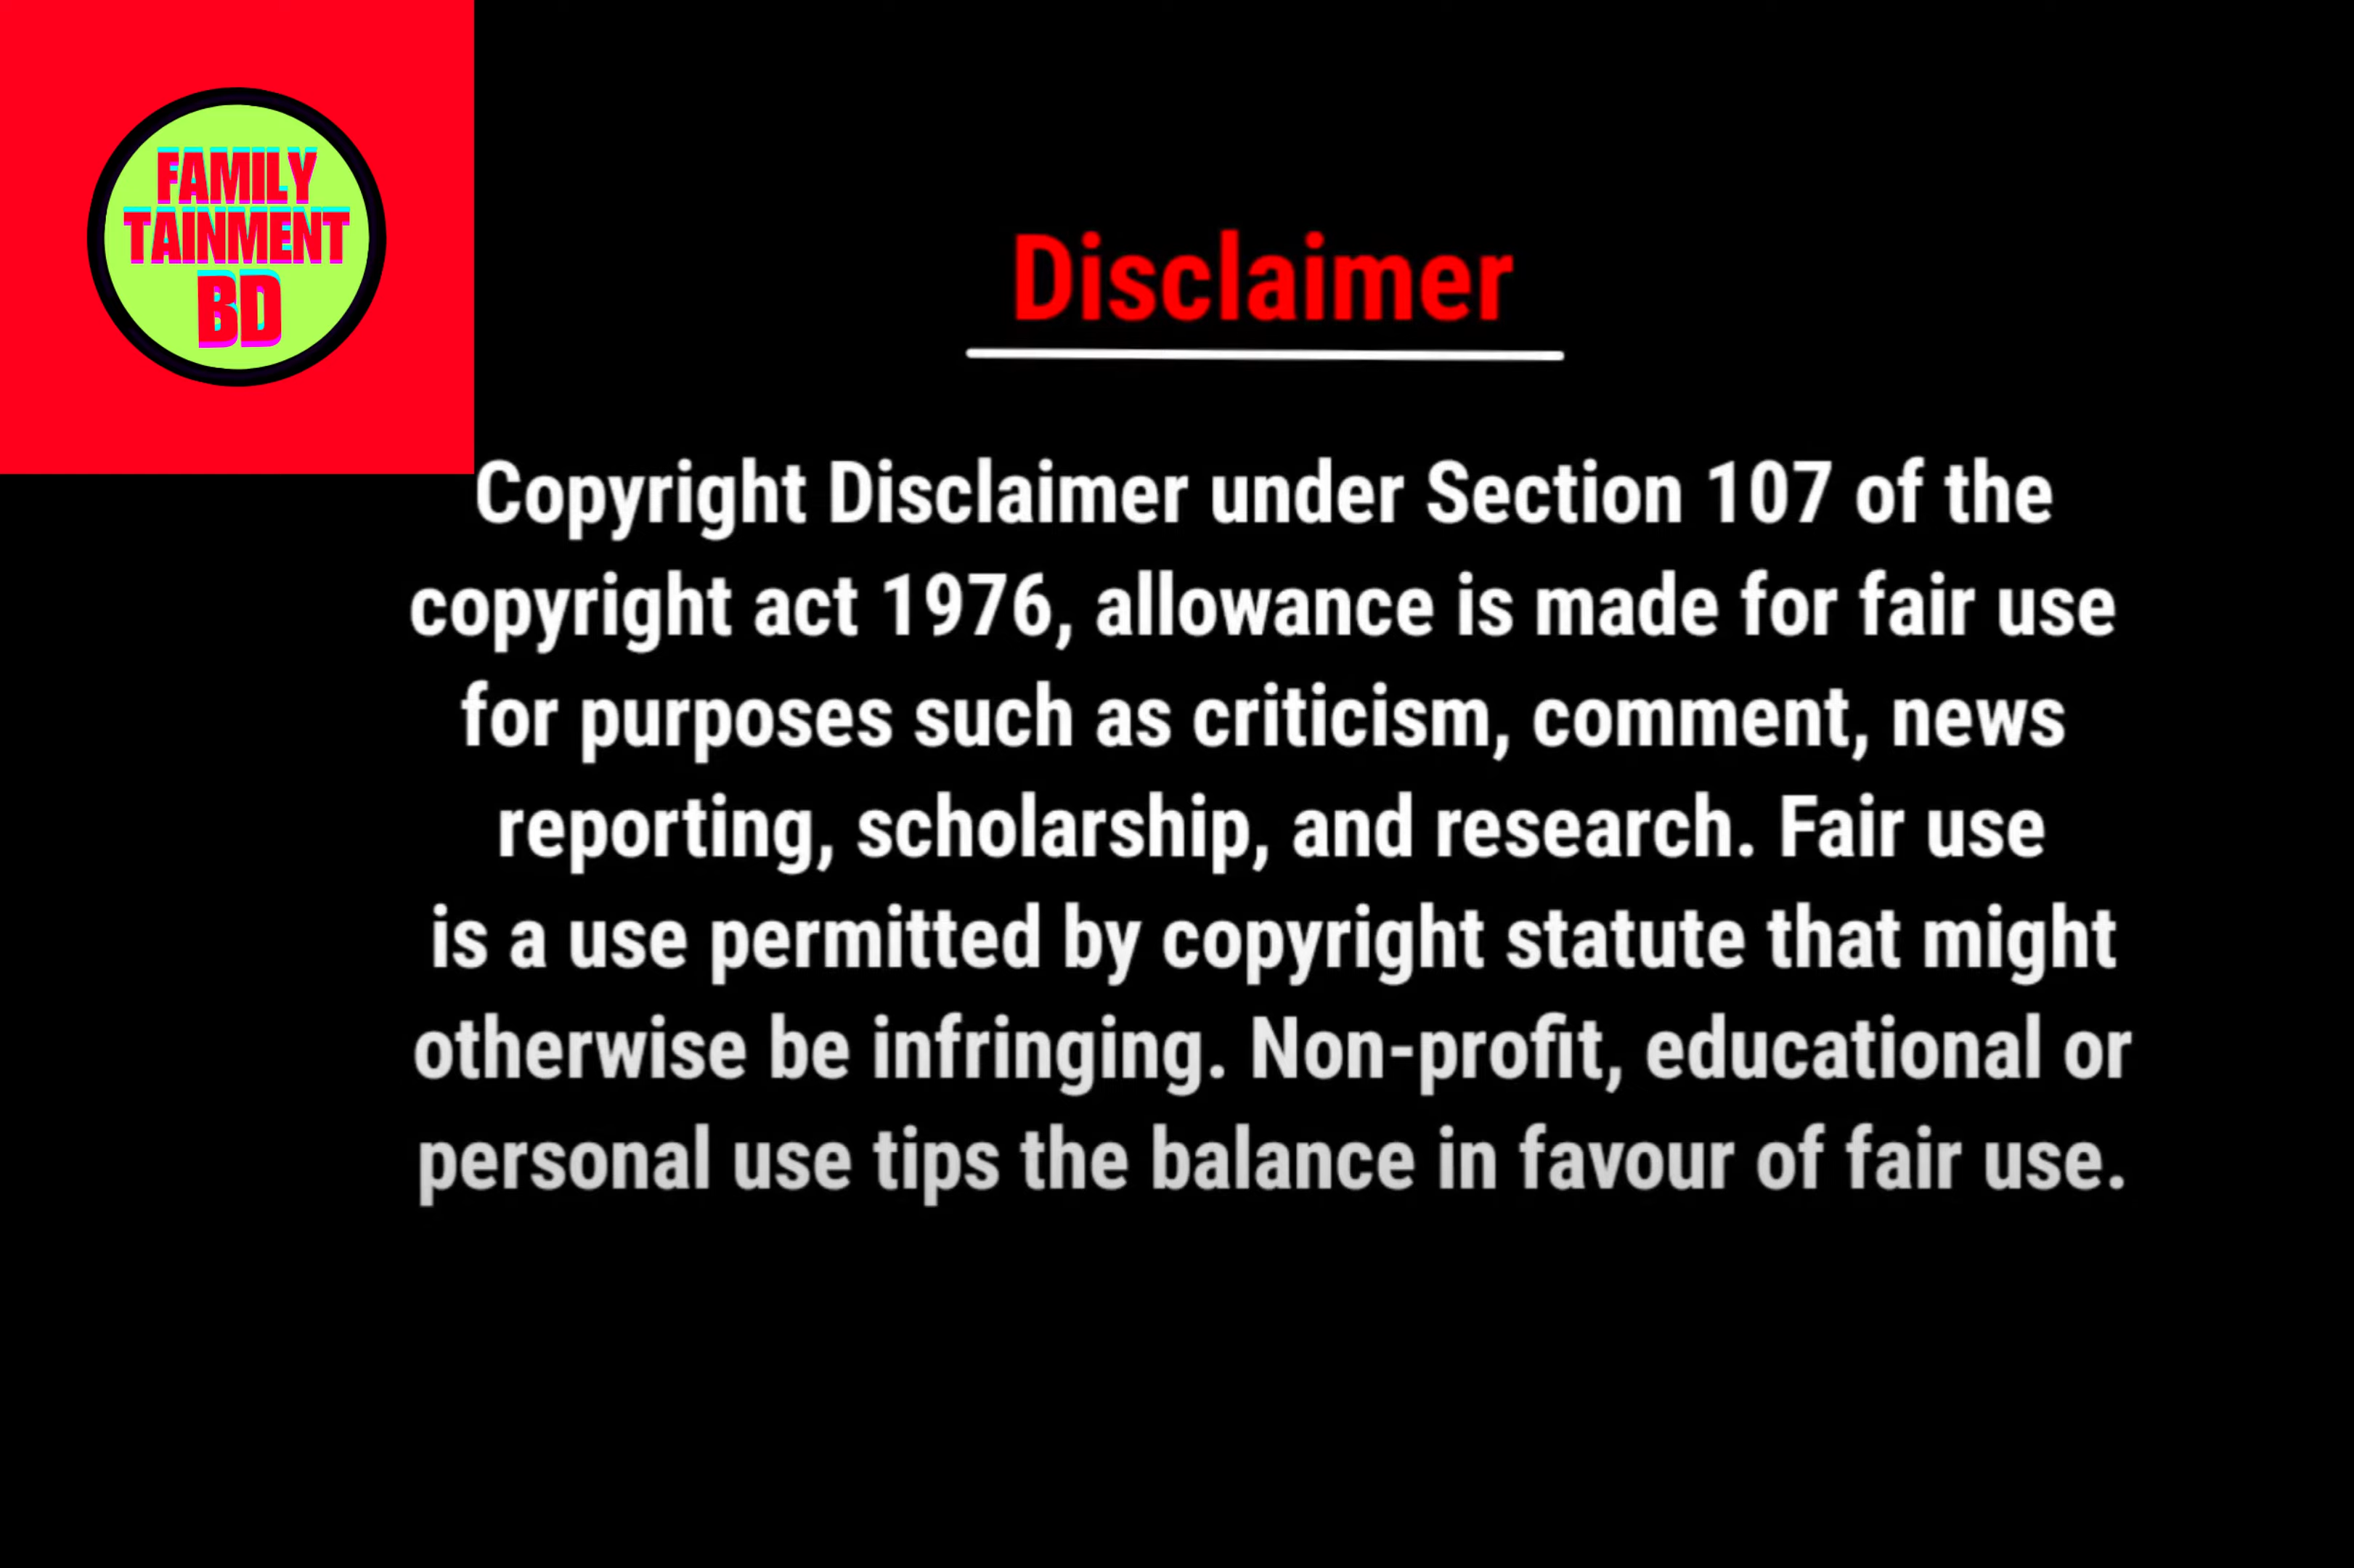 FAMILY
TAINMENT
BD
Disclaimer
Copyright Disclaimer under Section 107 of the
copyright act 1976, allowance is made for fair use
for purposes such as criticism, comment, news
reporting, scholarship, and research. Fair use
is a use permitted by copyright statute that might
otherwise be infringing. Non-profit, educational or
personal use tips the balance in favour of fair use.